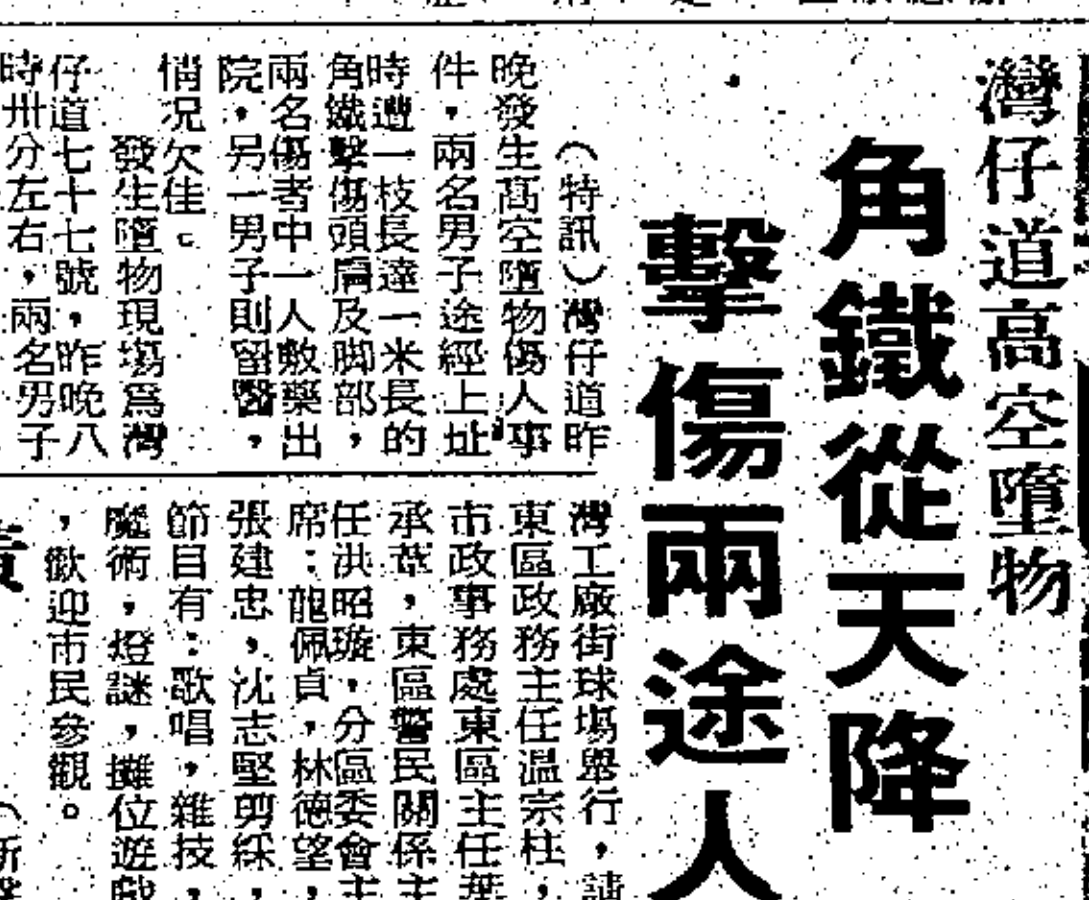 灣仔道高空墮物
角鐵從天降
擊傷兩途人
（特訊）灣仔道昨
晚發生高空墮物傷人事
件，兩名男子途經上址
時遭一枝長達一米長的
角鐵擊傷頭肩及脚部，
兩名傷者中一人敷藥出
院，另一男子則留醫，
情況欠佳。
發生墮物現場爲灣
仔道七十七號，昨晚八
時卅分左右，兩名男子
灣工廠街球場舉行，請
東區政務主任温宗柱，
市政事務處東區主任葉
承萃，東區警民關係主
任洪昭璇，分區委會主
席：龍佩貞，林德望，
張建忠，沈志堅剪綵，
節目有：歌唱，雜技，
魔術，燈謎，攤位遊戲
，歡迎市民參觀。